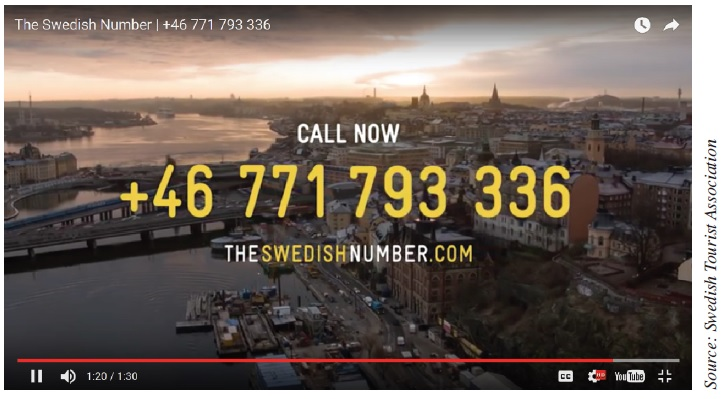 The Swedish Number | +46 771 793 336
CALL NOW
+46 771 793 336
THESWEDISHNUMBER.COM
1:20 / 1:30
CC
HD
YouTube
Source: Swedish Tourist Association